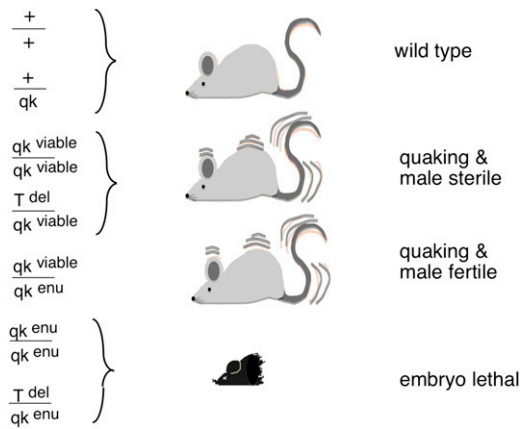 +
+
+
qk
wild type
qk viable
qk viable
T del
qk viable
quaking &
male sterile
qk viable
qk enu
quaking &
male fertile
qk enu
qk enu
T del
qk enu
embryo lethal